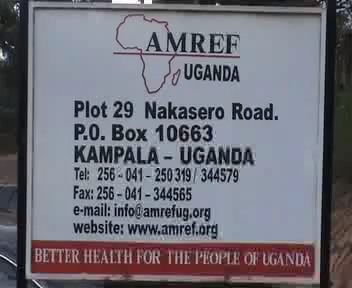 AMREF
UGANDA
Plot 29 Nakasero Road.
P.O. Box 10663
KAMPALA - UGANDA
Tel: 256 - 041 - 250 319 / 344579
Fax: 256 - 041 - 344565
e-mail: info@amrefug.org
website: www.amref.org
BETTER HEALTH FOR THE PEOPLE OF UGANDA